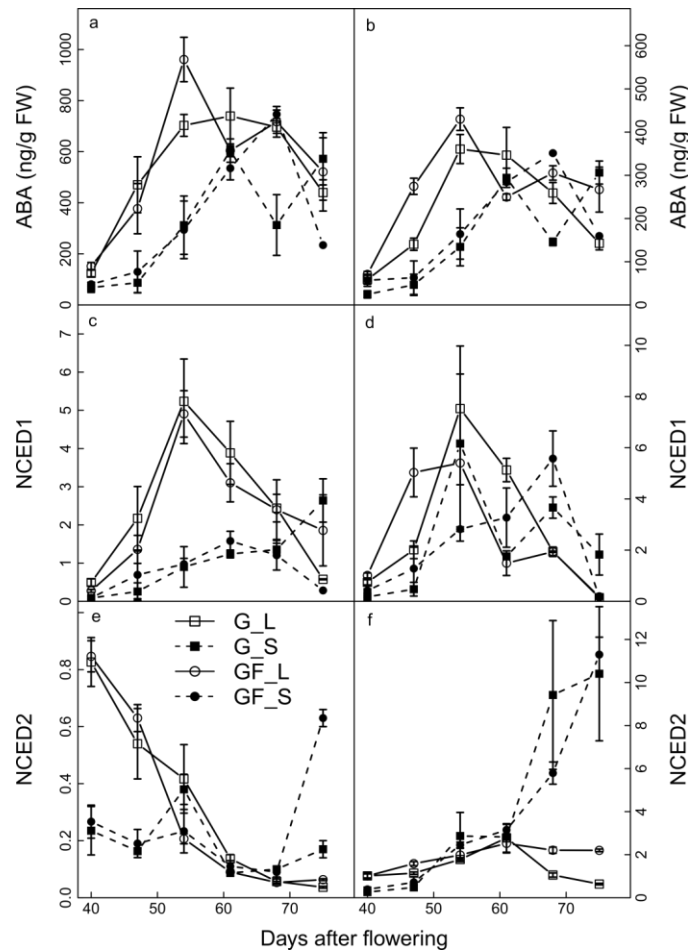 a
b
ABA (ng/g FW)
0
200
400
600
800
1000
ABA (ng/g FW)
0
100
200
300
400
500
600
c
d
NCED1
0
1
2
3
4
5
6
7
NCED1
0
2
4
6
8
10
e
f
G_L
G_S
GF_L
GF_S
NCED2
0.0
0.2
0.4
0.6
0.8
NCED2
0
2
4
6
8
10
12
40 50 60 70 40 50 60 70
Days after flowering